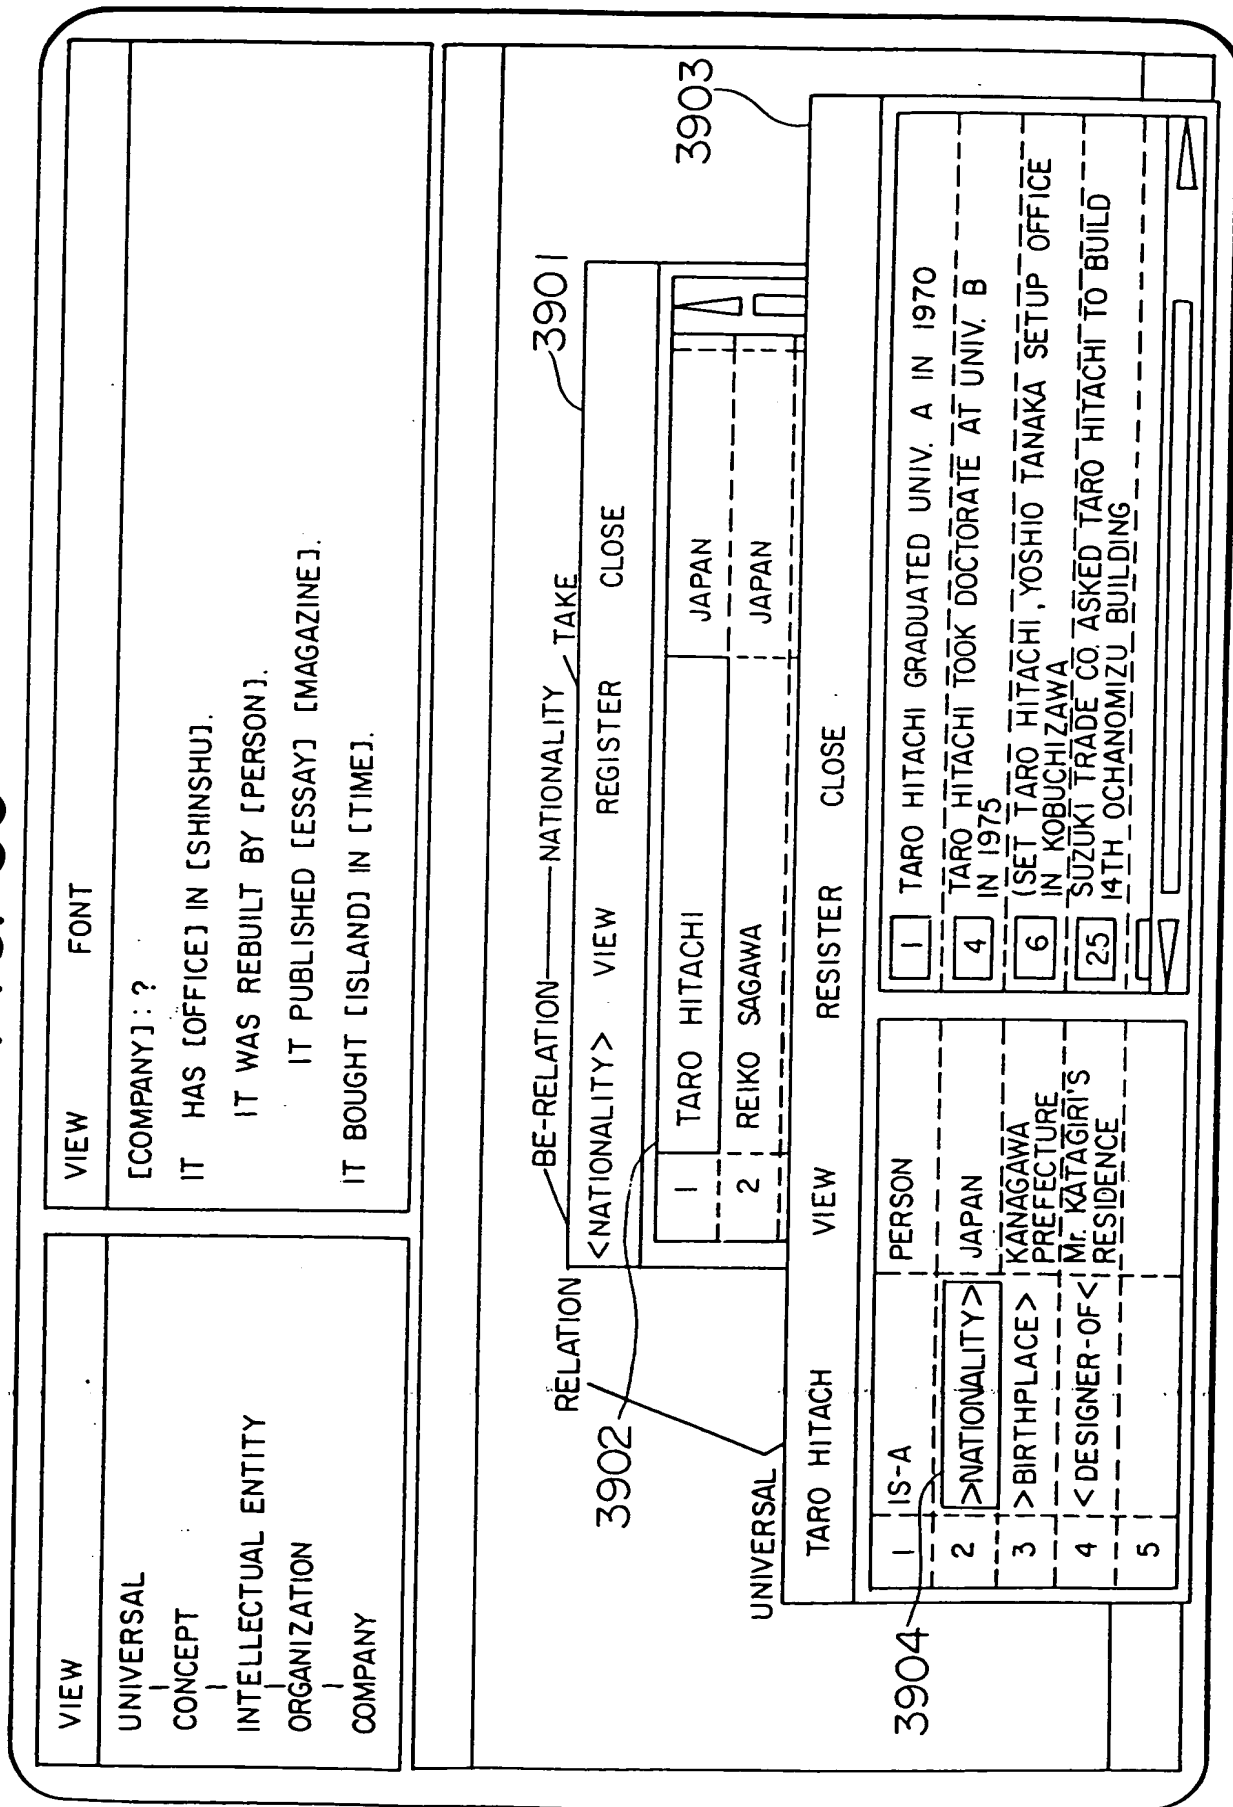 VIEW
UNIVERSAL
CONCEPT
INTELLECTUAL ENTITY
ORGANIZATION
COMPANY
VIEW FONT
[COMPANY] : ?
IT HAS [OFFICE] IN [SHINSHU].
IT WAS REBUILT BY [PERSON].
IT PUBLISHED [ESSAY] [MAGAZINE].
IT BOUGHT [ISLAND] IN [TIME].
RELATION
BE-RELATION
NATIONALITY
TAKE
3901
<NATIONALITY> VIEW REGISTER CLOSE
1 TARO HITACHI JAPAN
2 REIKO SAGAWA JAPAN
3902
3903
UNIVERSAL
TARO HITACH VIEW RESISTER CLOSE
1 IS-A PERSON
2 >NATIONALITY> JAPAN
3 >BIRTHPLACE> KANAGAWA
PREFECTURE
4 <DESIGNER-OF< Mr. KATAGIRI'S
RESIDENCE
5
3904
1 TARO HITACHI GRADUATED UNIV. A IN 1970
4 TARO HITACHI TOOK DOCTORATE AT UNIV. B
IN 1975
6 (SET TARO HITACHI, YOSHIO TANAKA SETUP OFFICE
IN KOBUCHIZAWA
25 SUZUKI TRADE CO. ASKED TARO HITACHI TO BUILD
14TH OCHANOMIZU BUILDING